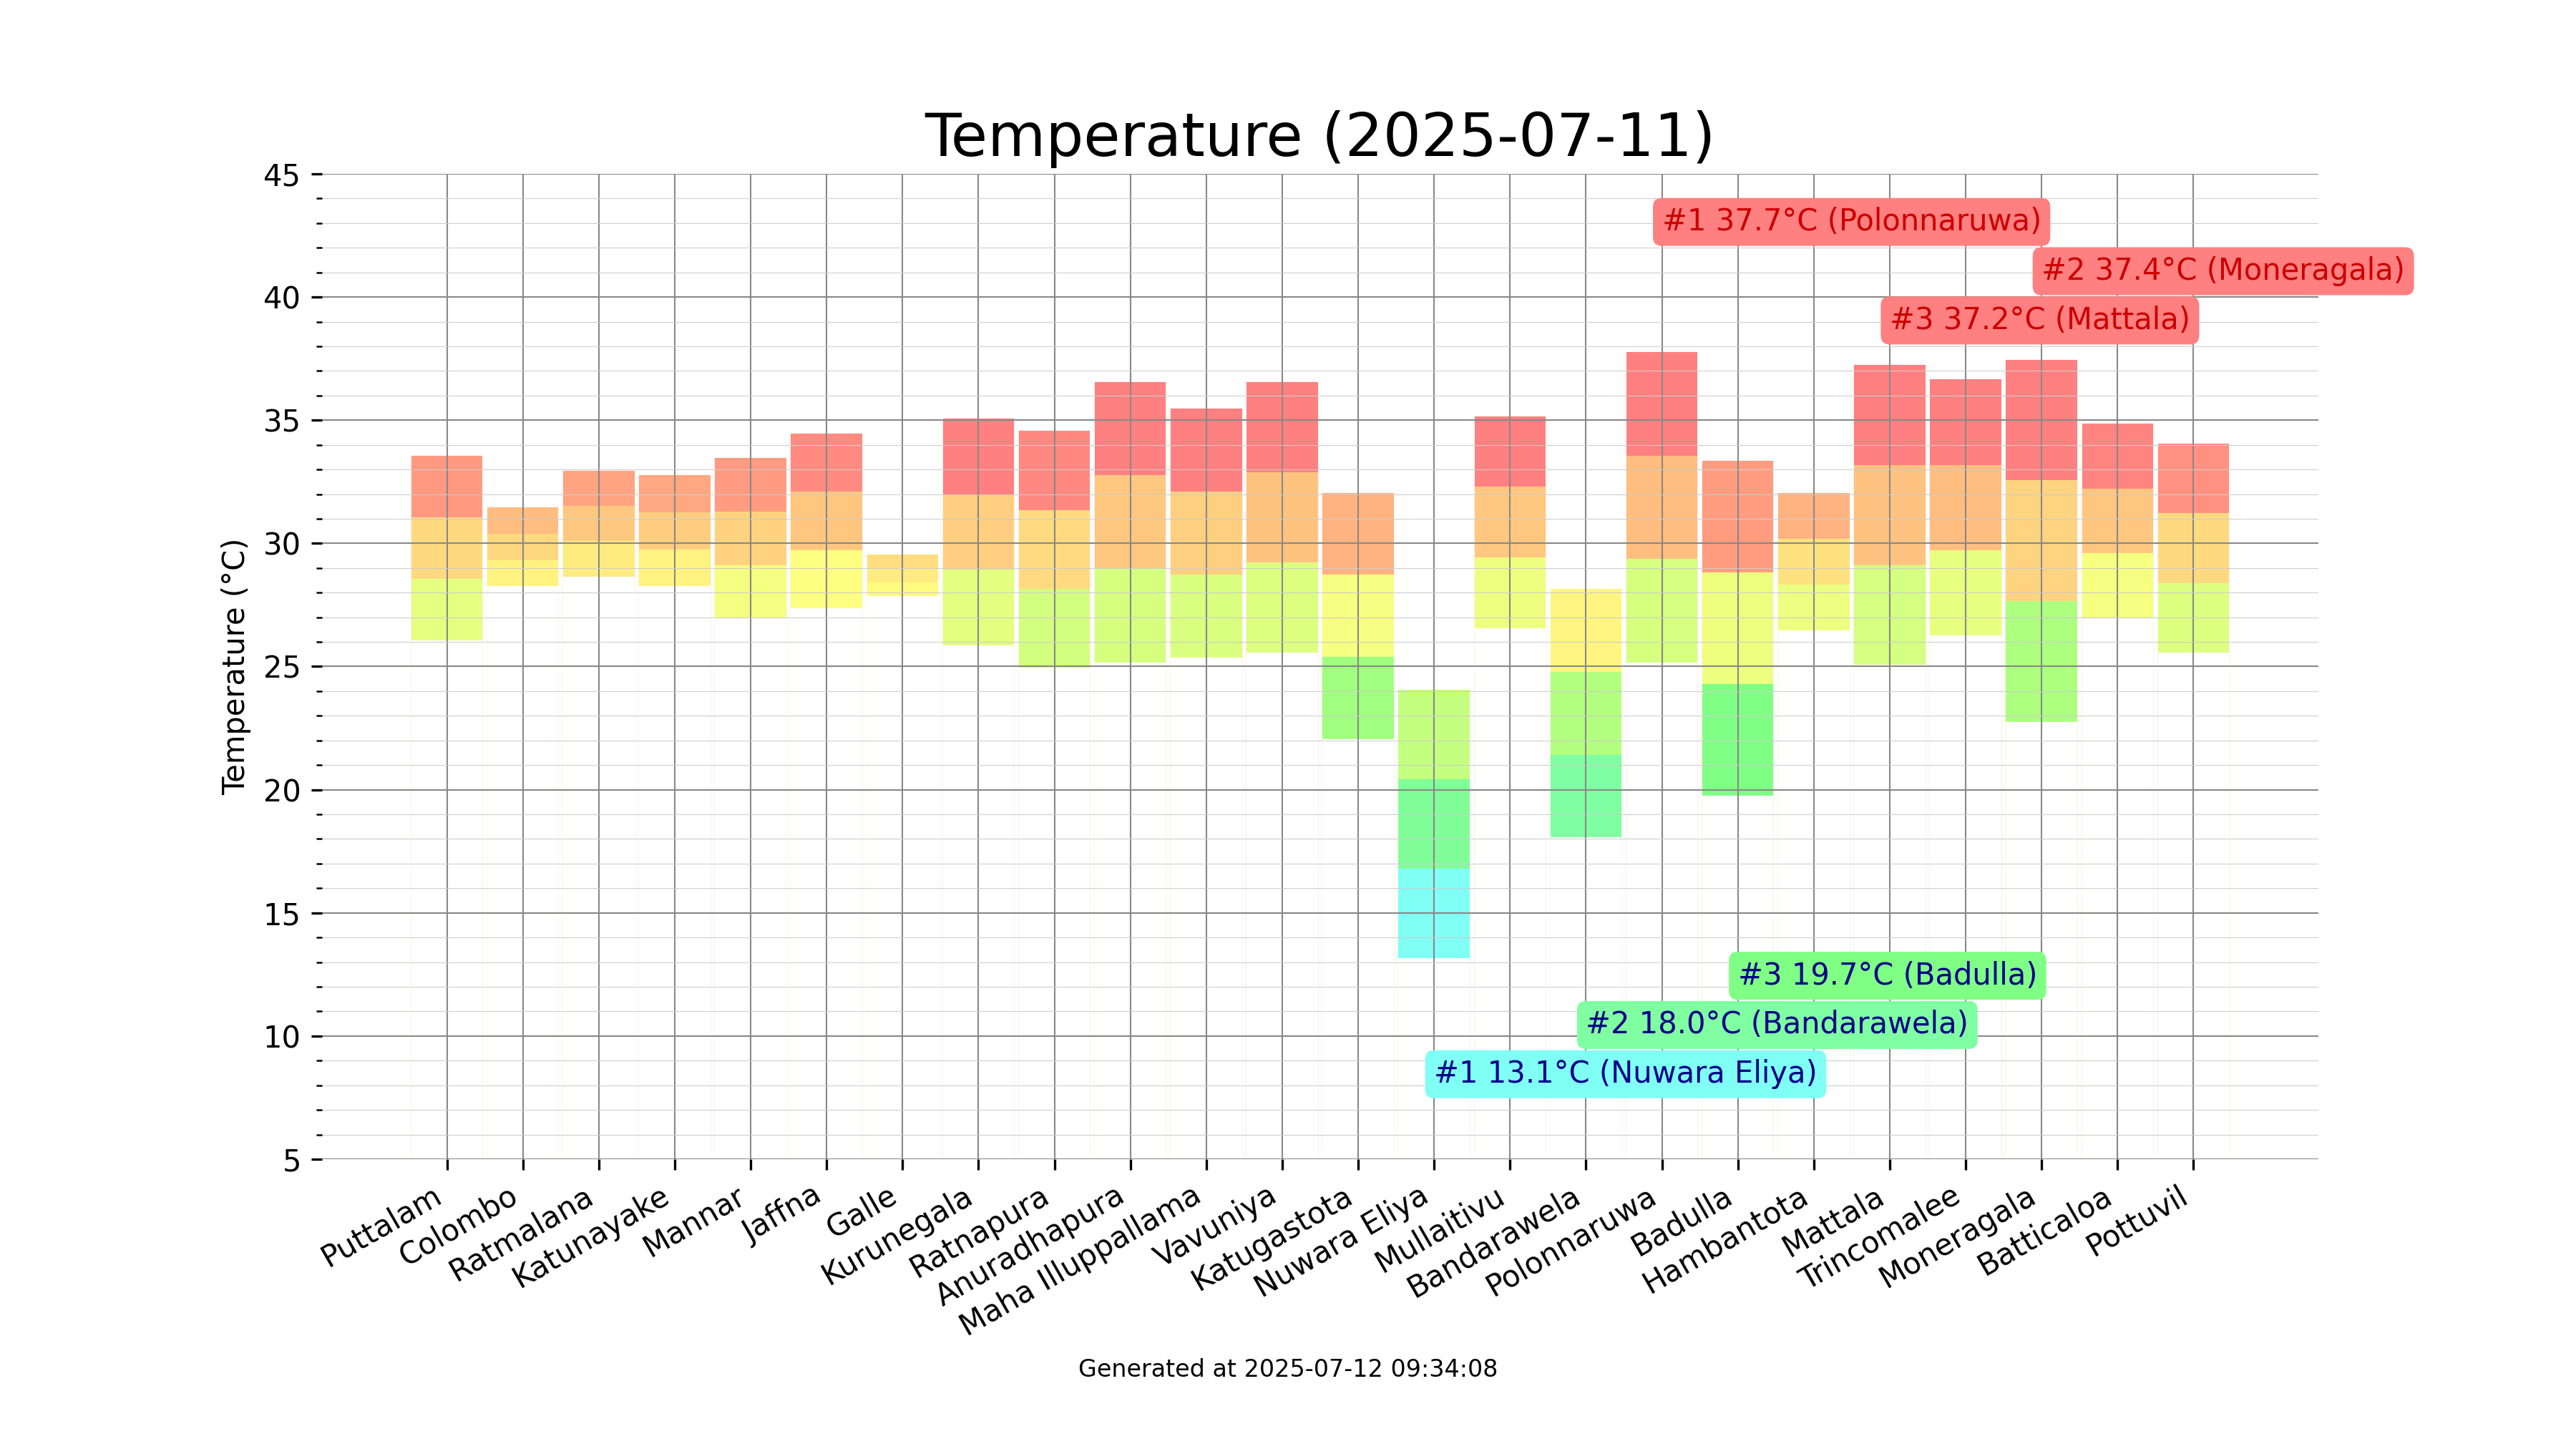 Temperature (2025-07-11)
45
40
35
30
25
20
15
10
5
Temperature (°C)
#1 37.7°C (Polonnaruwa)
#2 37.4°C (Moneragala)
#3 37.2°C (Mattala)
#3 19.7°C (Badulla)
#2 18.0°C (Bandarawela)
#1 13.1°C (Nuwara Eliya)
Puttalam
Colombo
Ratmalana
Katunayake
Mannar
Jaffna
Galle
Kurunegala
Ratnapura
Anuradhapura
Maha Illuppallama
Vavuniya
Katugastota
Nuwara Eliya
Mullaitivu
Bandarawela
Polonnaruwa
Badulla
Hambantota
Mattala
Trincomalee
Moneragala
Batticaloa
Pottuvil
Generated at 2025-07-12 09:34:08